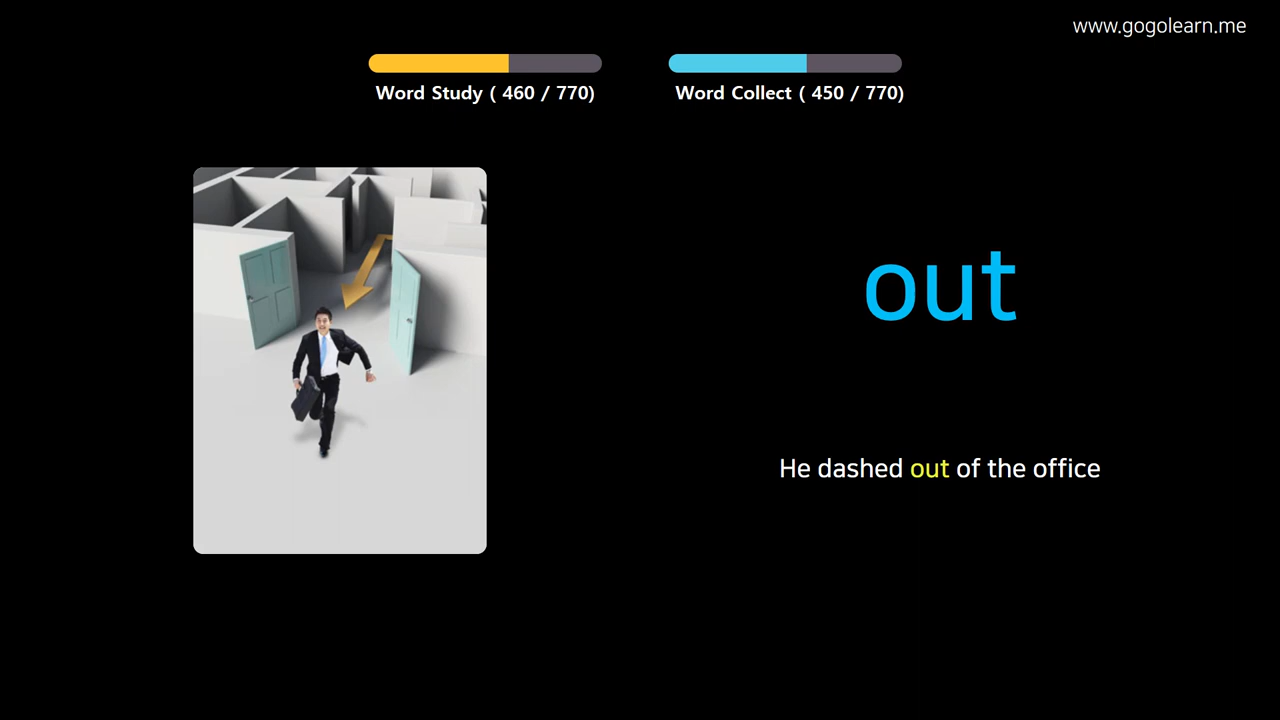 www.gogolearn.me
Word Study ( 460 / 770)
Word Collect ( 450 / 770)
out
He dashed out of the office